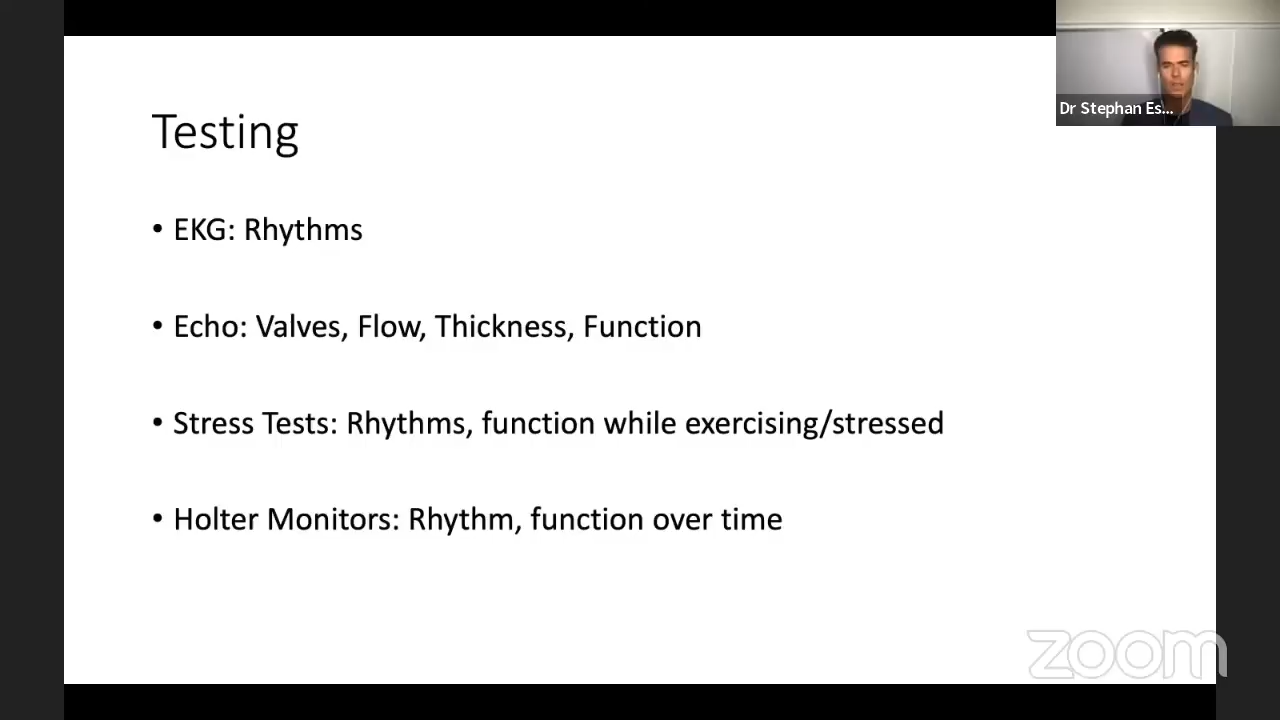 Dr Stephan Es...
Testing
• EKG: Rhythms
• Echo: Valves, Flow, Thickness, Function
• Stress Tests: Rhythms, function while exercising/stressed
• Holter Monitors: Rhythm, function over time
zoom